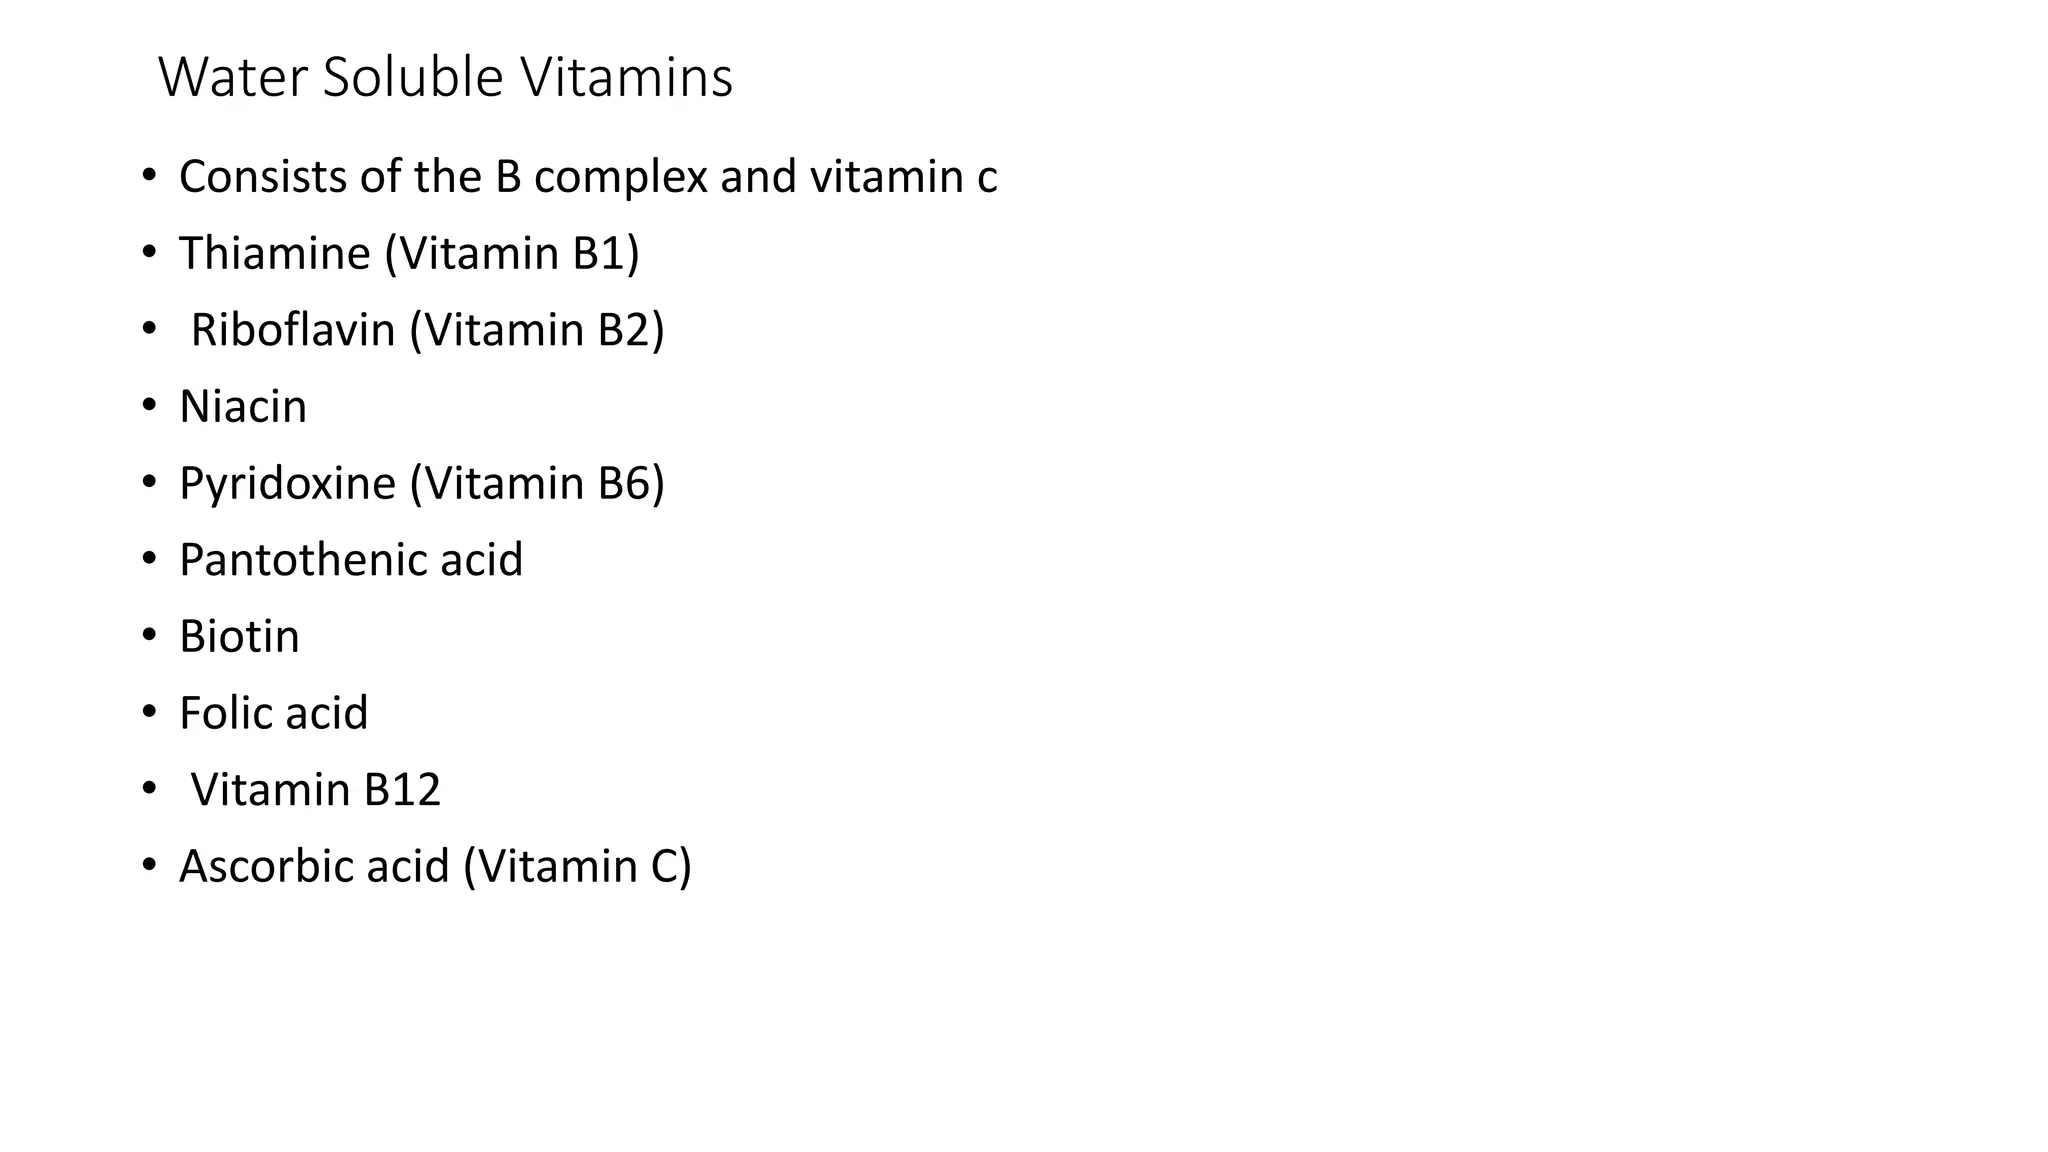 Water Soluble Vitamins
• Consists of the B complex and vitamin c
• Thiamine (Vitamin B1)
• Riboflavin (Vitamin B2)
• Niacin
• Pyridoxine (Vitamin B6)
• Pantothenic acid
• Biotin
• Folic acid
• Vitamin B12
• Ascorbic acid (Vitamin C)